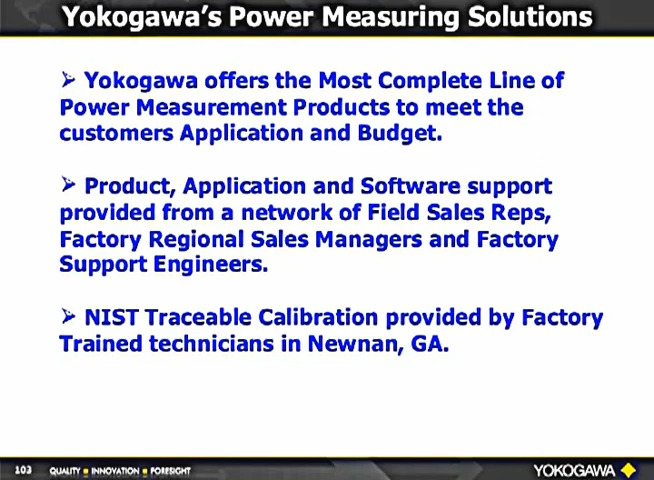 Yokogawa's Power Measuring Solutions
➢ Yokogawa offers the Most Complete Line of
Power Measurement Products to meet the
customers Application and Budget.
➢ Product, Application and Software support
provided from a network of Field Sales Reps,
Factory Regional Sales Managers and Factory
Support Engineers.
➢ NIST Traceable Calibration provided by Factory
Trained technicians in Newnan, GA.
103 QUALITY ■ INNOVATION ■ FORESIGHT YOKOGAWA ◆